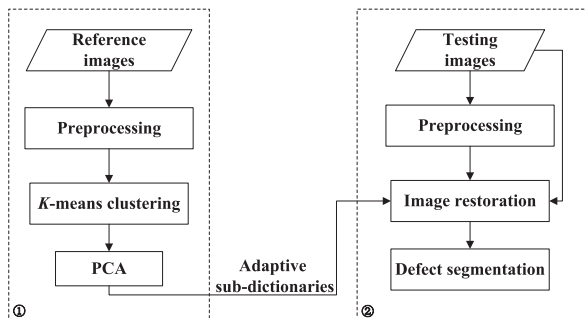 Reference
images
Preprocessing
K-means clustering
PCA
①
Adaptive
sub-dictionaries
Testing
images
Preprocessing
Image restoration
Defect segmentation
②